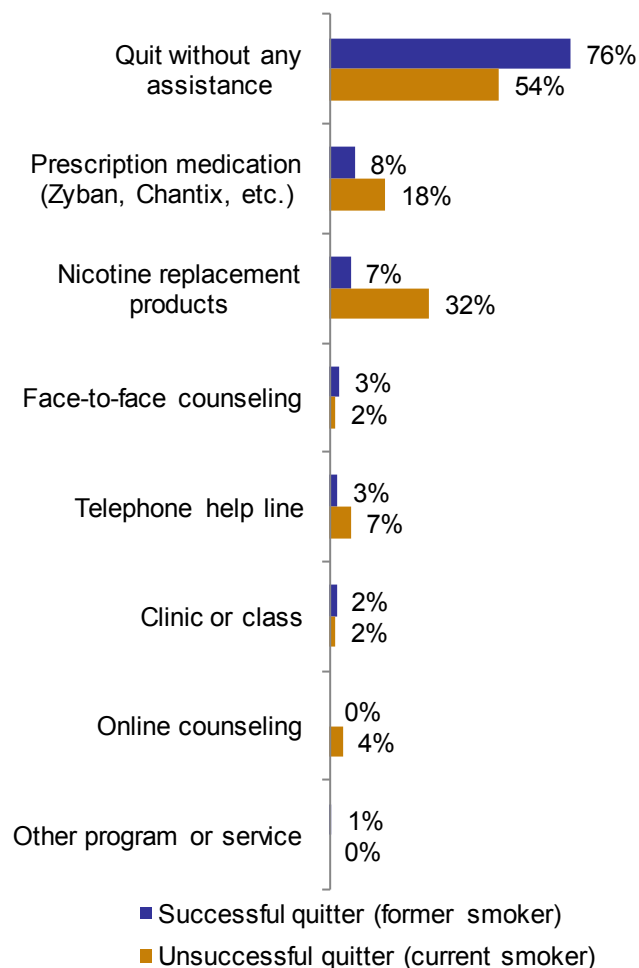 Quit without any
assistance
76%
54%
Prescription medication
(Zyban, Chantix, etc.)
8%
18%
Nicotine replacement
products
7%
32%
Face-to-face counseling
3%
2%
Telephone help line
3%
7%
Clinic or class
2%
2%
Online counseling
0%
4%
Other program or service
1%
0%
Successful quitter (former smoker)
Unsuccessful quitter (current smoker)